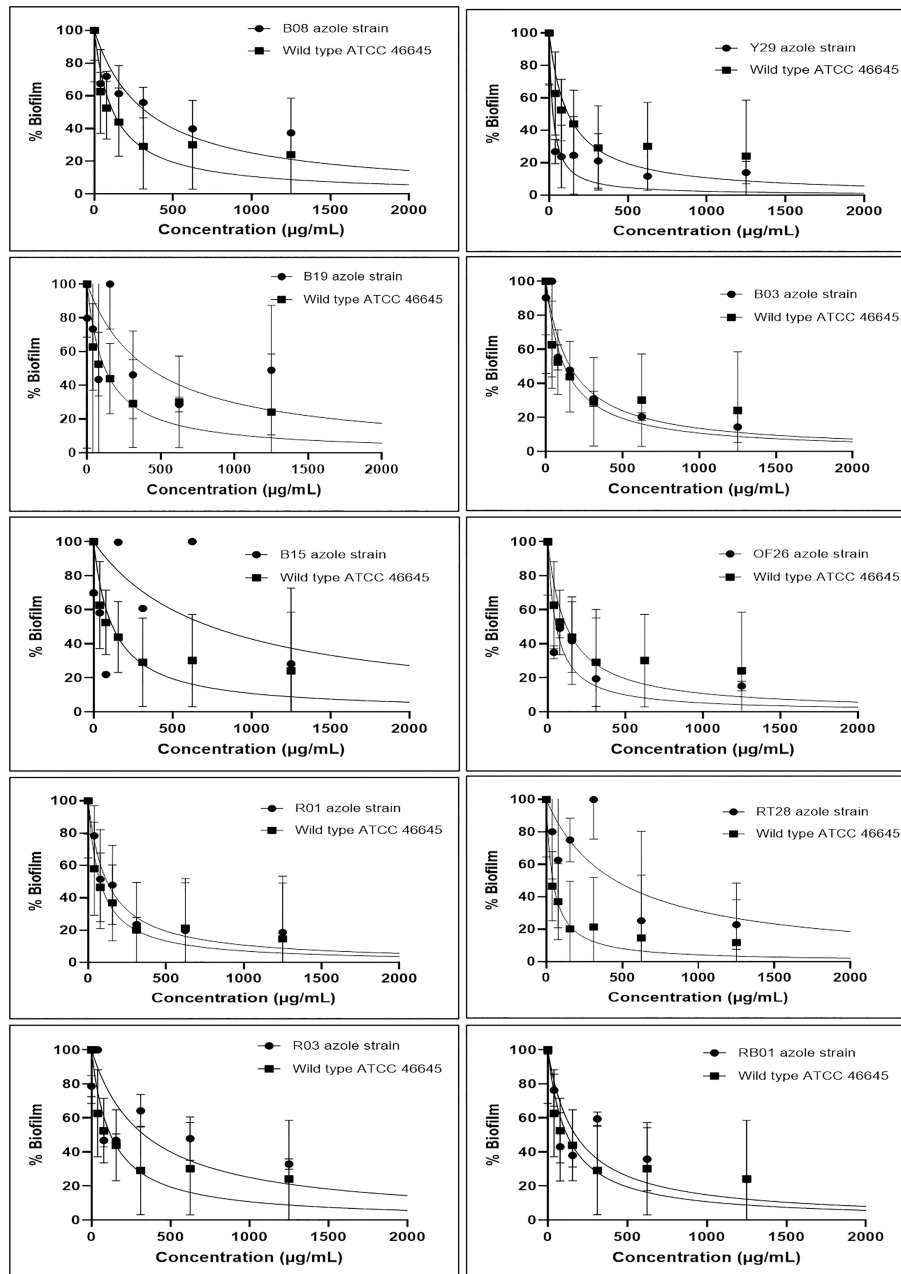 B08 azole strain
Wild type ATCC 46645
% Biofilm
100
80
60
40
20
0
0 500 1000 1500 2000
Concentration (µg/mL)
Y29 azole strain
Wild type ATCC 46645
% Biofilm
100
80
60
40
20
0
0 500 1000 1500 2000
Concentration (µg/mL)
B19 azole strain
Wild type ATCC 46645
% Biofilm
100
80
60
40
20
0
0 500 1000 1500 2000
Concentration (µg/mL)
B03 azole strain
Wild type ATCC 46645
% Biofilm
100
80
60
40
20
0
0 500 1000 1500 2000
Concentration (µg/mL)
B15 azole strain
Wild type ATCC 46645
% Biofilm
100
80
60
40
20
0
0 500 1000 1500 2000
Concentration (µg/mL)
OF26 azole strain
Wild type ATCC 46645
% Biofilm
100
80
60
40
20
0
0 500 1000 1500 2000
Concentration (µg/mL)
R01 azole strain
Wild type ATCC 46645
% Biofilm
100
80
60
40
20
0
0 500 1000 1500 2000
Concentration (µg/mL)
RT28 azole strain
Wild type ATCC 46645
% Biofilm
100
80
60
40
20
0
0 500 1000 1500 2000
Concentration (µg/mL)
R03 azole strain
Wild type ATCC 46645
% Biofilm
100
80
60
40
20
0
0 500 1000 1500 2000
Concentration (µg/mL)
RB01 azole strain
Wild type ATCC 46645
% Biofilm
100
80
60
40
20
0
0 500 1000 1500 2000
Concentration (µg/mL)